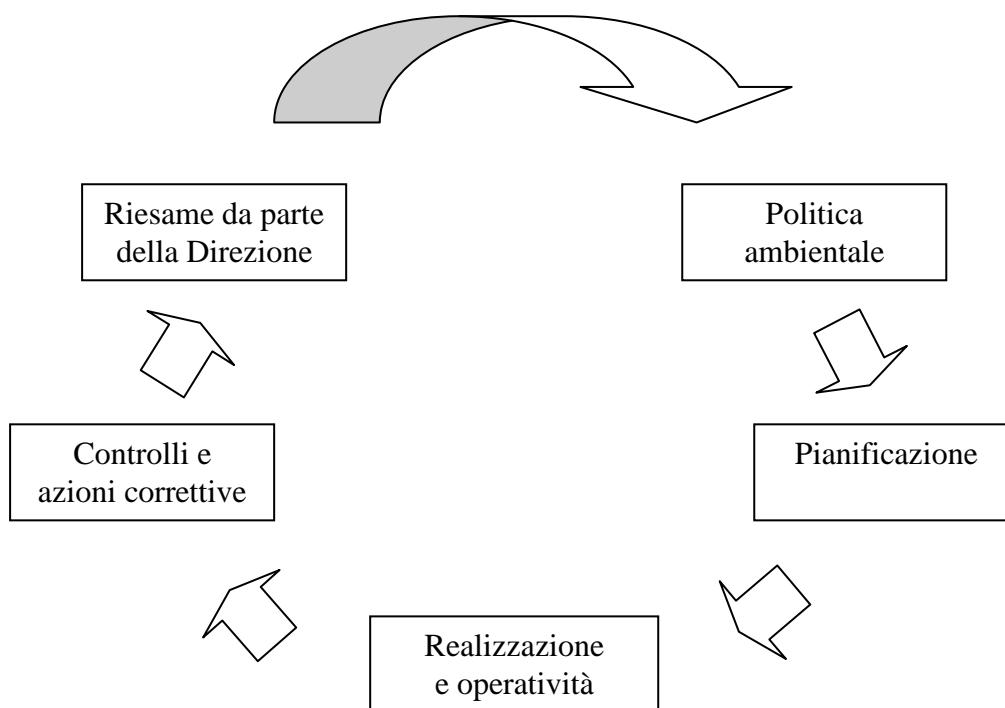 Riesame da parte
della Direzione
Politica
ambientale
Controlli e
azioni correttive
Pianificazione
Realizzazione
e operatività